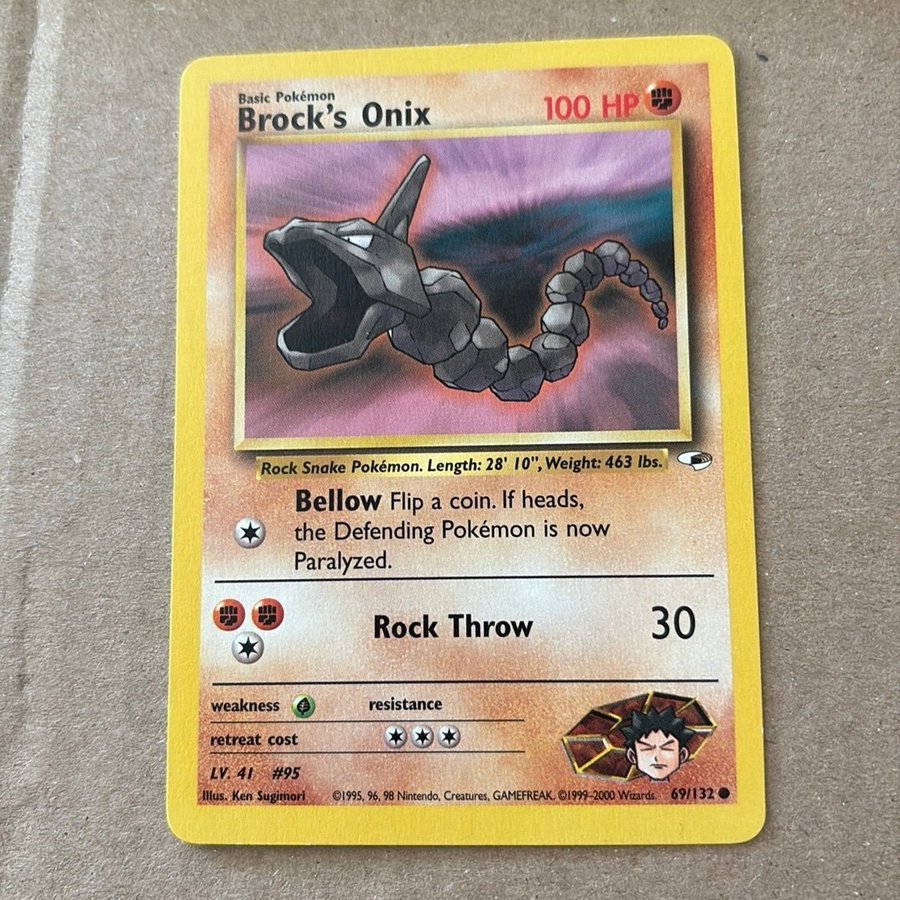 Basic Pokémon
Brock's Onix
100 HP
Rock Snake Pokémon. Length: 28' 10", Weight: 463 lbs.
Bellow Flip a coin. If heads,
the Defending Pokémon is now
Paralyzed.
Rock Throw 30
weakness resistance
retreat cost
LV. 41 #95
Illus. Ken Sugimori ©1995, 96, 98 Nintendo, Creatures, GAMEFREAK. ©1999-2000 Wizards. 69/132